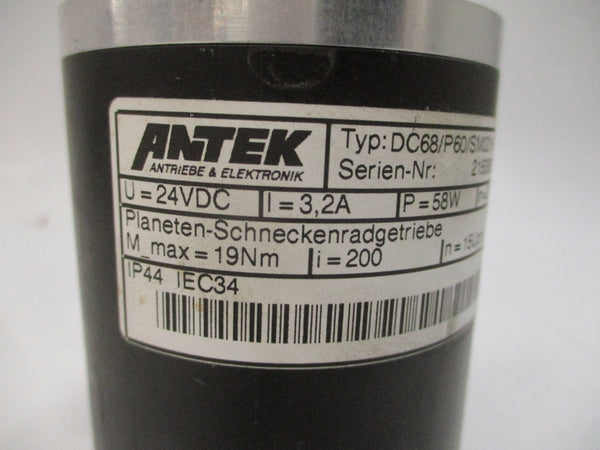 ANTEK
ANTRIEBE & ELEKTRONIK
Typ: DC68/P60/
Serien-Nr:
U = 24VDC I = 3,2A P = 58W
Planeten-Schneckenradgetriebe
M_max = 19Nm i = 200
IP44 IEC34